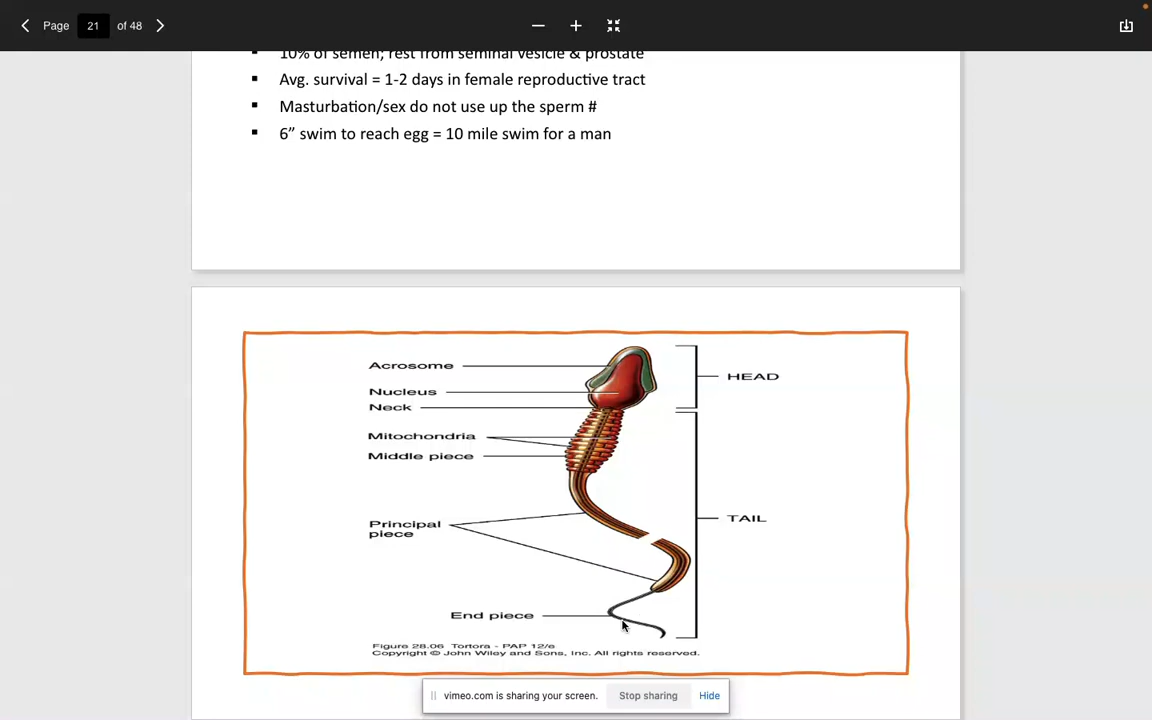 Page 21 of 48
10% of semen; rest from seminal vesicle & prostate
Avg. survival = 1-2 days in female reproductive tract
Masturbation/sex do not use up the sperm #
6” swim to reach egg = 10 mile swim for a man
Acrosome
HEAD
Nucleus
Neck
Mitochondria
Middle piece
TAIL
Principal
piece
End piece
Figure 28.06 Tortora - PAP 12/e
Copyright © John Wiley and Sons, Inc. All rights reserved.
vimeo.com is sharing your screen. Stop sharing Hide